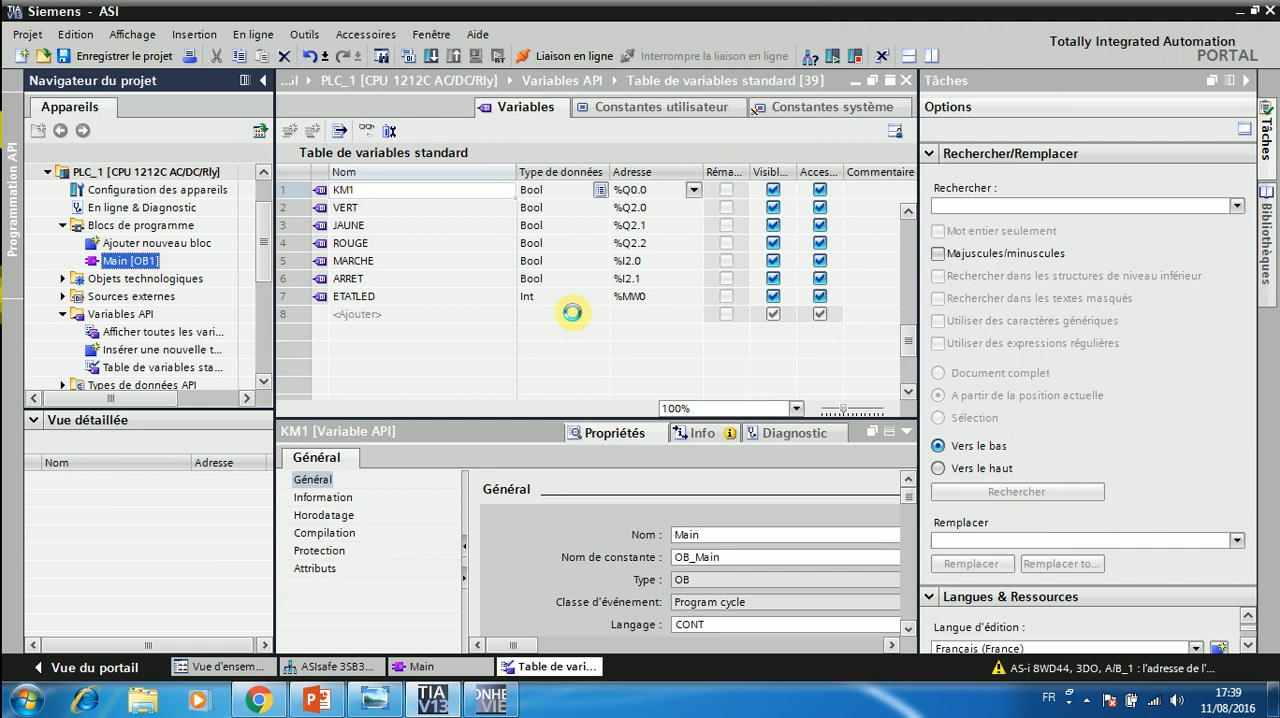 TIA V13 Siemens - ASI
Projet Edition Affichage Insertion En ligne Outils Accessoires Fenêtre Aide
Totally Integrated Automation
PORTAL
Enregistrer le projet Liaison en ligne Interrompre la liaison en ligne
Navigateur du projet
Appareils
Programmation API
PLC_1 [CPU 1212C AC/DC/Rly]
Configuration des appareils
En ligne & Diagnostic
Blocs de programme
Ajouter nouveau bloc
Main [OB1]
Objets technologiques
Sources externes
Variables API
Afficher toutes les vari...
Insérer une nouvelle t...
Table de variables sta...
Types de données API
Vue détaillée
Nom Adresse
...il PLC_1 [CPU 1212C AC/DC/Rly] Variables API Table de variables standard [39]
Variables Constantes utilisateur Constantes système
Table de variables standard
Nom Type de données Adresse Réma... Visibl... Acces... Commentaire
1 KM1 Bool %Q0.0
2 VERT Bool %Q2.0
3 JAUNE Bool %Q2.1
4 ROUGE Bool %Q2.2
5 MARCHE Bool %I2.0
6 ARRET Bool %I2.1
7 ETATLED Int %MW0
8 <Ajouter>
100%
KM1 [Variable API]
Propriétés Info Diagnostic
Général
Général
Information
Horodatage
Compilation
Protection
Attributs
Général
Nom : Main
Nom de constante : OB_Main
Type : OB
Classe d'événement : Program cycle
Langage : CONT
Tâches
Options
Rechercher/Remplacer
Rechercher :
Mot entier seulement
Majuscules/minuscules
Rechercher dans les structures de niveau inférieur
Rechercher dans les textes masqués
Utiliser des caractères génériques
Utiliser des expressions régulières
Document complet
A partir de la position actuelle
Sélection
Vers le bas
Vers le haut
Rechercher
Remplacer
Remplacer Remplacer to...
Langues & Ressources
Langue d'édition :
Français (France)
Tâches
Bibliothèques
Vue du portail Vue d'ensem... ASIsafe 3SB3... Main Table de vari...
AS-i 8WD44, 3DO, A/B_1 : l'adresse de l'...
TIA V13
FR
17:39
11/08/2016